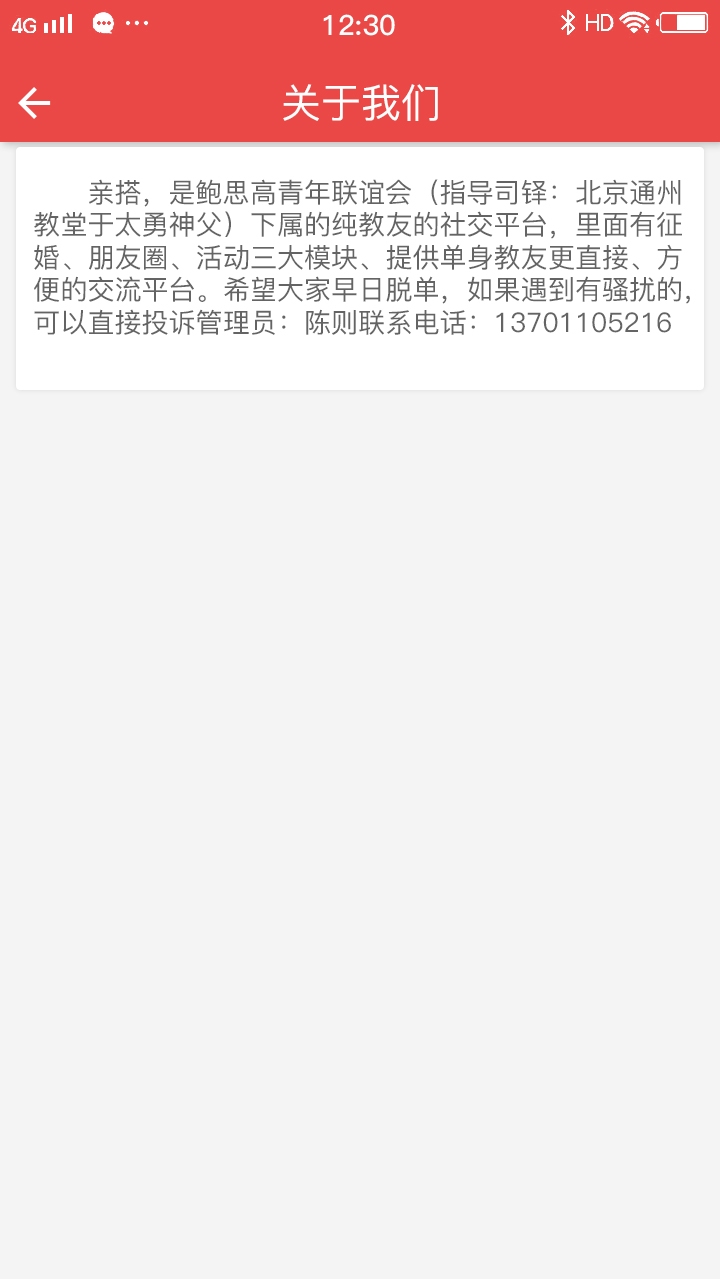 4G 12:30 HD
关于我们
亲搭，是鲍思高青年联谊会（指导司铎：北京通州
教堂于太勇神父）下属的纯教友的社交平台，里面有征
婚、朋友圈、活动三大模块、提供单身教友更直接、方
便的交流平台。希望大家早日脱单，如果遇到有骚扰的，
可以直接投诉管理员：陈则联系电话：13701105216